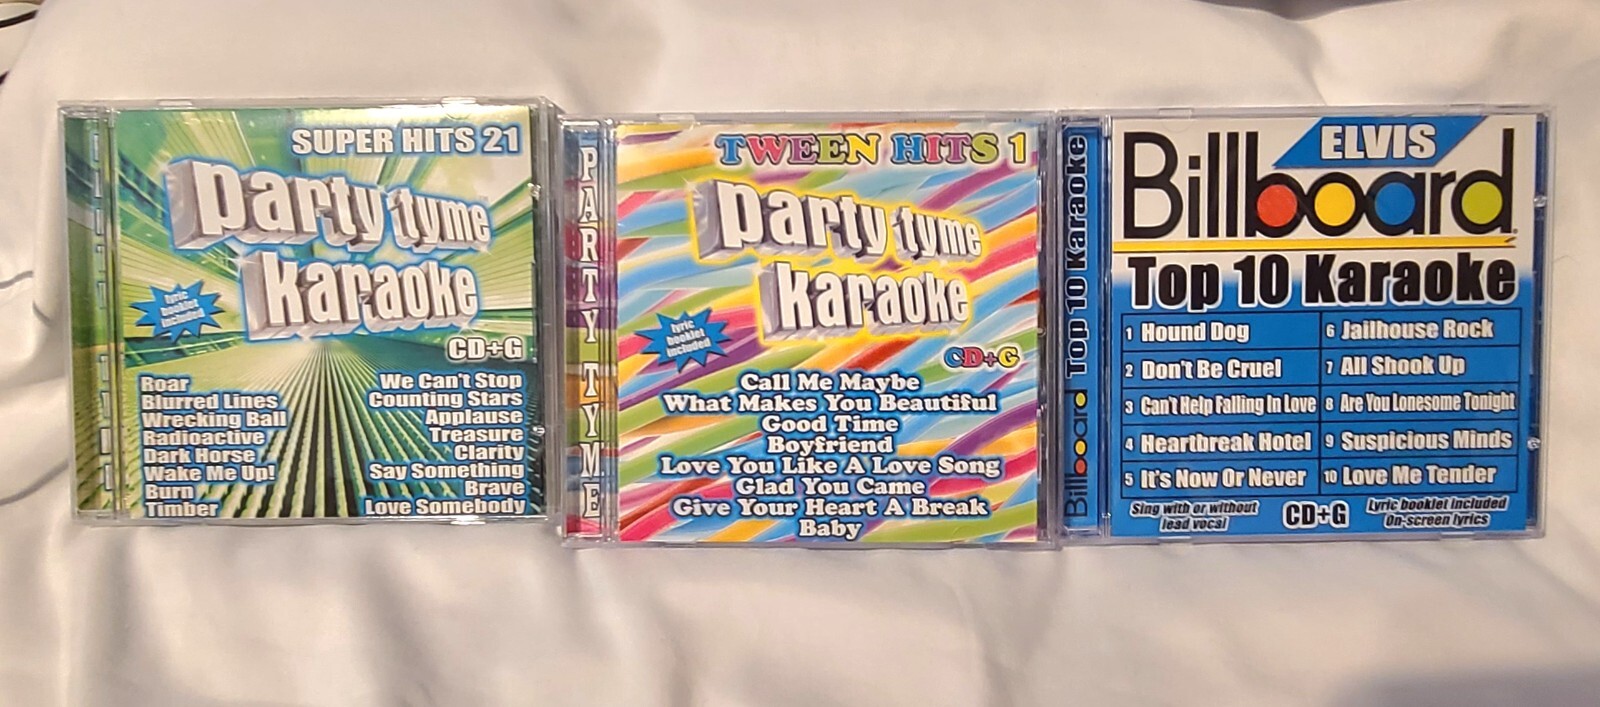 SUPER HITS 21
party tyme
karaoke
lyric
booklet
included
CD+G
Roar
Blurred Lines
Wrecking Ball
Radioactive
Dark Horse
Wake Me Up!
Burn
Timber
We Can't Stop
Counting Stars
Applause
Treasure
Clarity
Say Something
Brave
Love Somebody
PARTY TYME
TWEEN HITS 1
party tyme
karaoke
lyric
booklet
included
CD+G
Call Me Maybe
What Makes You Beautiful
Good Time
Boyfriend
Love You Like A Love Song
Glad You Came
Give Your Heart A Break
Baby
Billboard Top 10 Karaoke
ELVIS
Billboard
Top 10 Karaoke
1 Hound Dog
2 Don't Be Cruel
3 Can't Help Falling In Love
4 Heartbreak Hotel
5 It's Now Or Never
6 Jailhouse Rock
7 All Shook Up
8 Are You Lonesome Tonight
9 Suspicious Minds
10 Love Me Tender
Sing with or without
lead vocal
CD+G
Lyric booklet included
On-screen lyrics